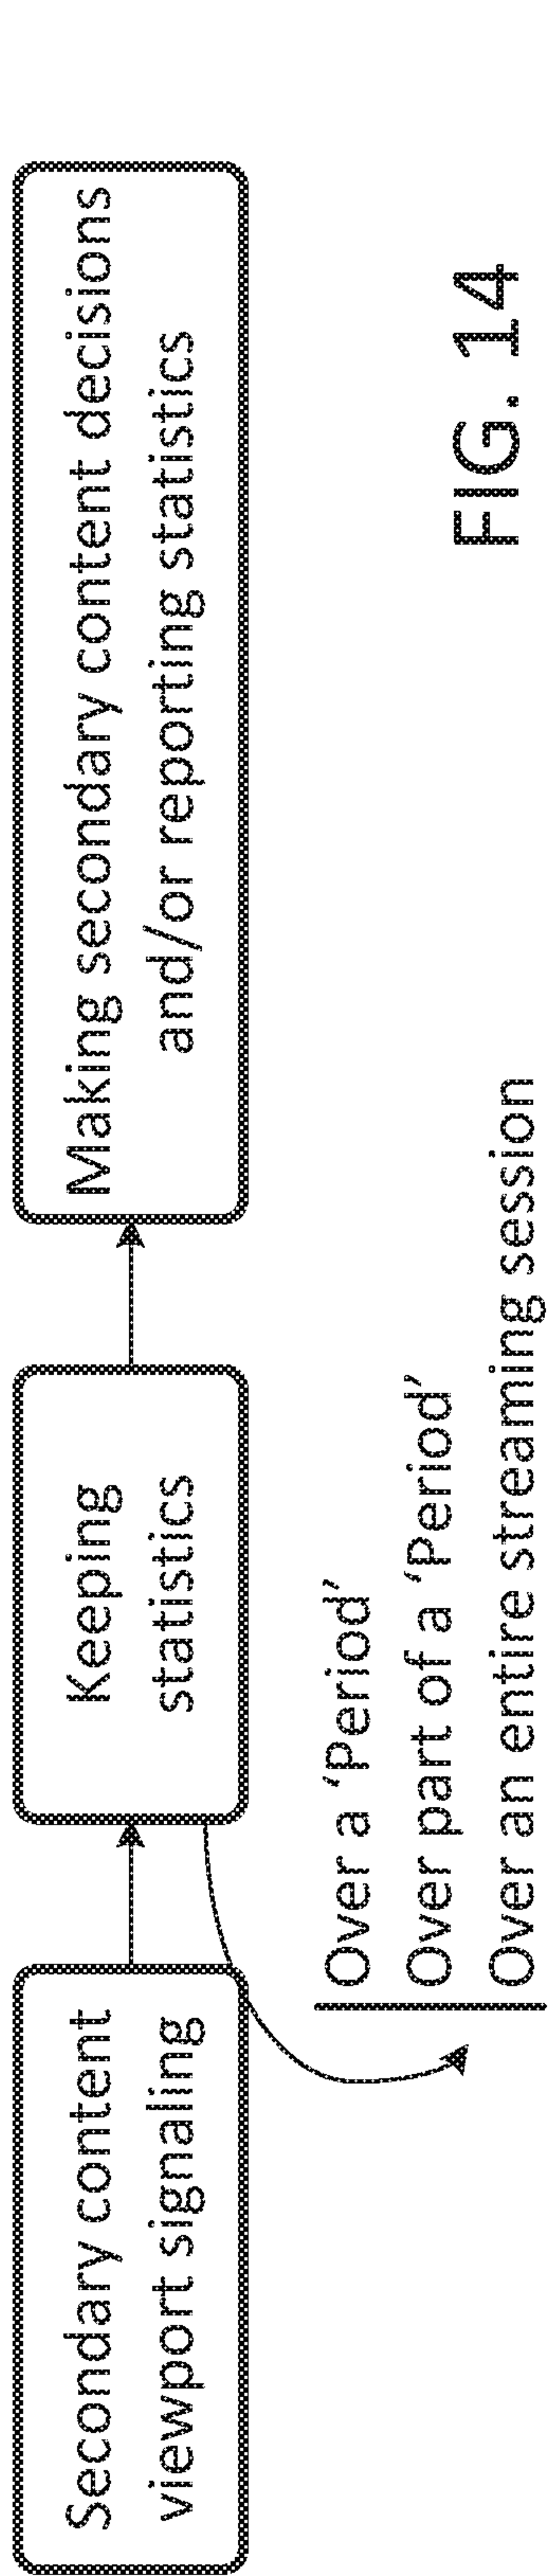 Secondary content
viewport signaling
Keeping
statistics
Making secondary content decisions
and/or reporting statistics
Over a ‘Period’
Over part of a ‘Period’
Over an entire streaming session
FIG. 14